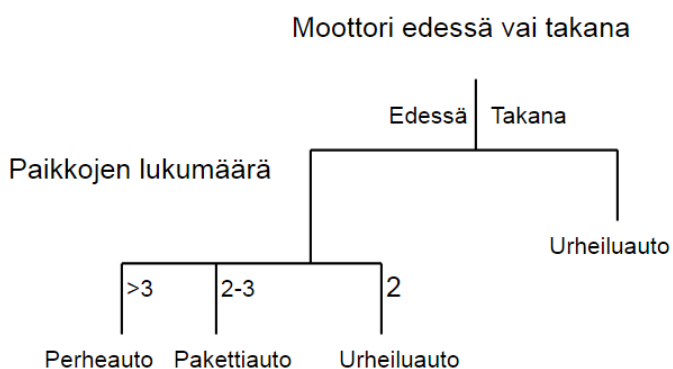 Moottori edessä vai takana
Edessä Takana
Paikkojen lukumäärä
Urheiluauto
>3 2-3 2
Perheauto Pakettiauto Urheiluauto